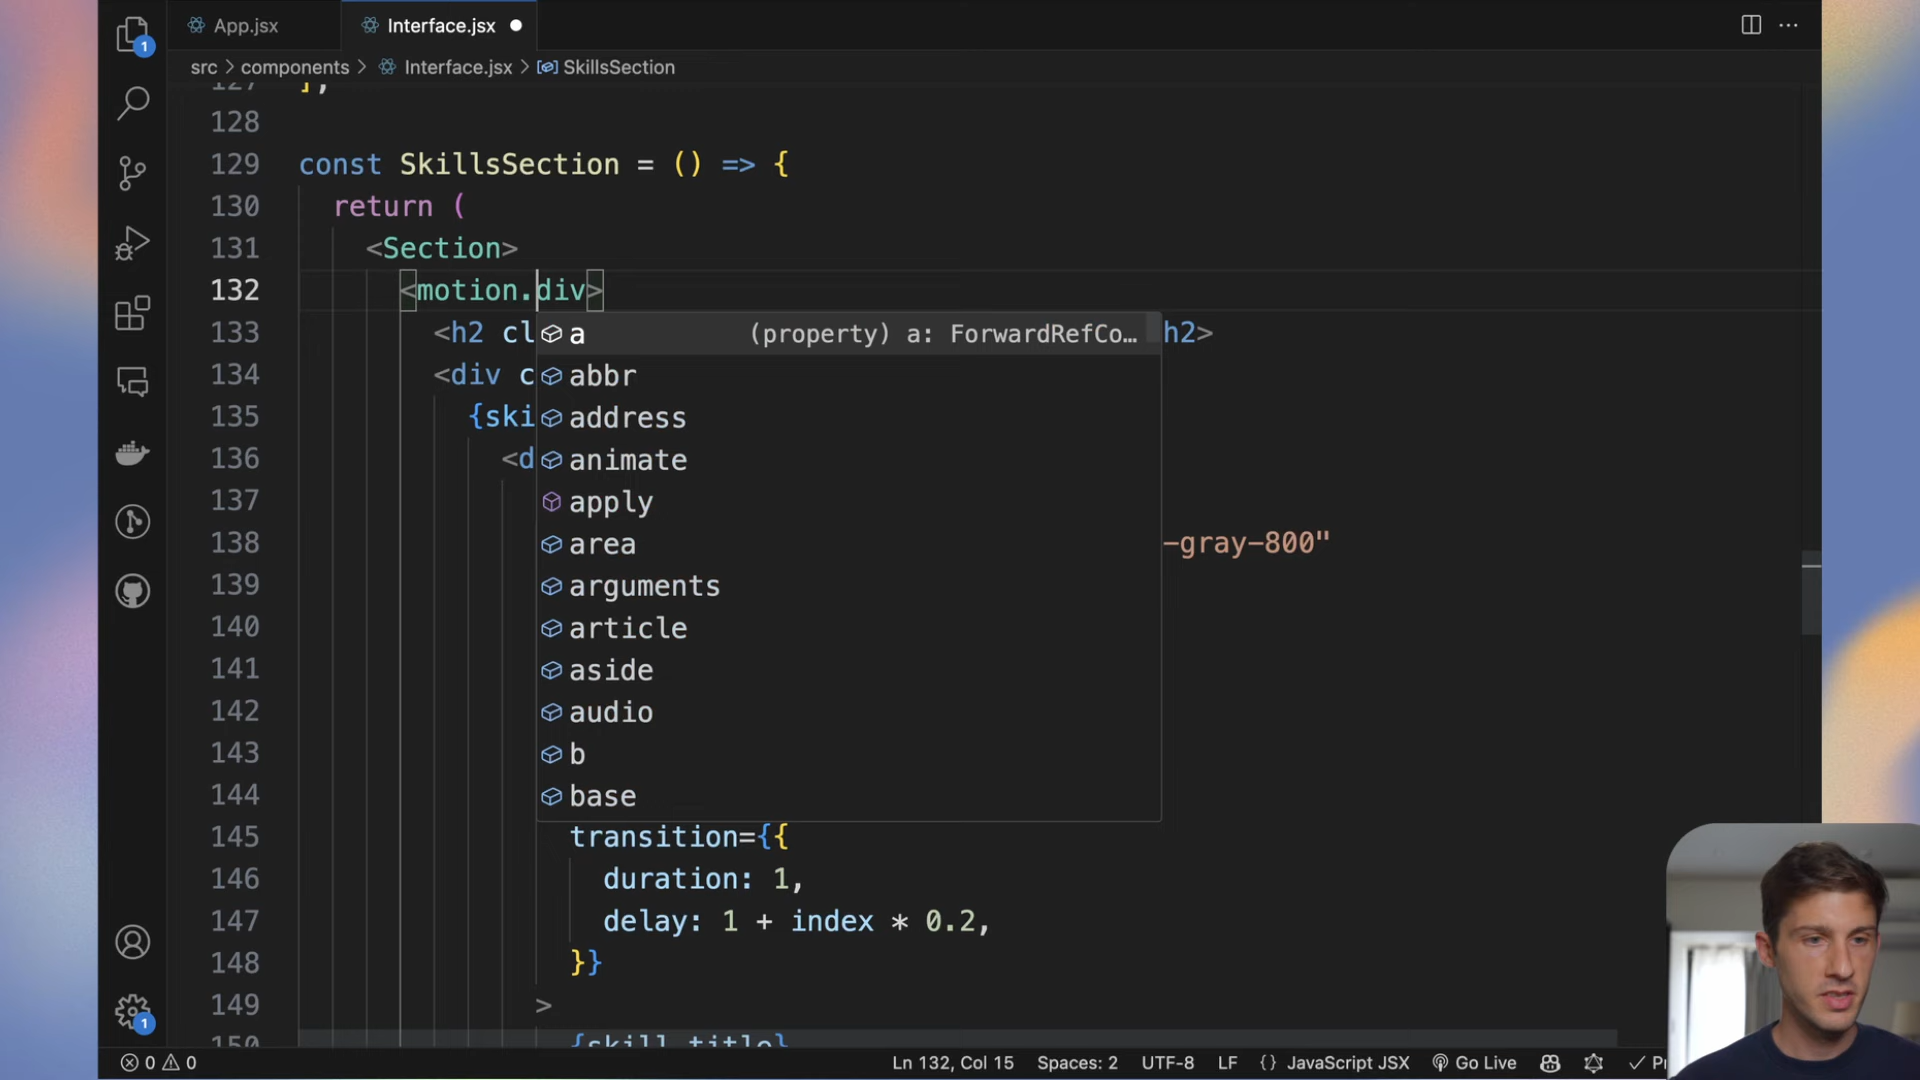 App.jsx
Interface.jsx
src > components > Interface.jsx > SkillsSection
127 ],
128
129 const SkillsSection = () => {
130 return (
131 <Section>
132 <motion.div>
133 <h2 cl h2>
134 <div c
135 {ski
136 <d
137
138 -gray-800"
139
140
141
142
143
144
145 transition={{
146 duration: 1,
147 delay: 1 + index * 0.2,
148 }}
149 >
150 {skill.title}
a (property) a: ForwardRefCo…
abbr
address
animate
apply
area
arguments
article
aside
audio
b
base
1
1
0 0 Ln 132, Col 15 Spaces: 2 UTF-8 LF {} JavaScript JSX Go Live